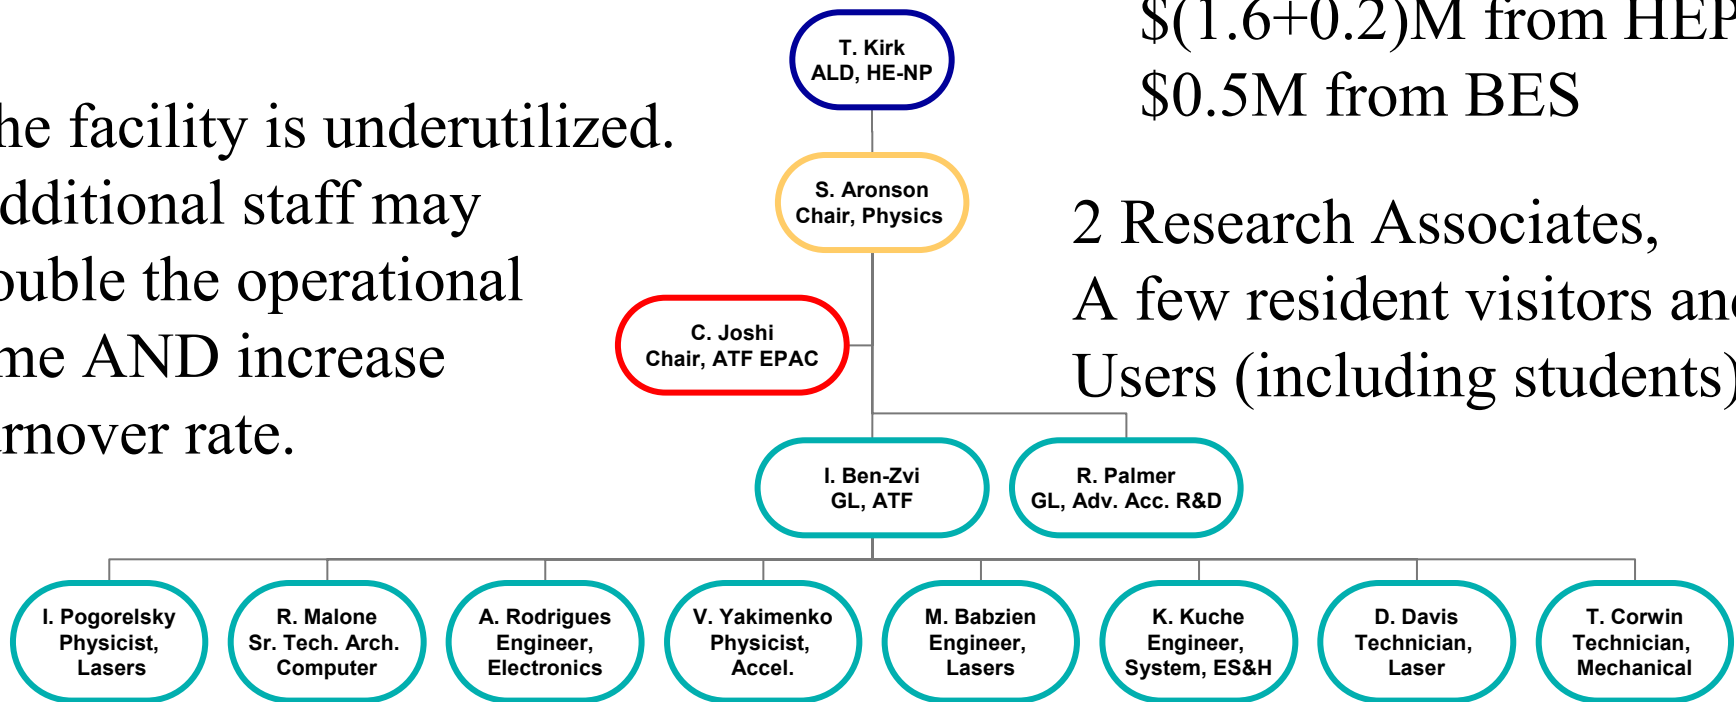 $(1.6+0.2)M from HEP
$0.5M from BES
he facility is underutilized.
dditional staff may
ouble the operational
me AND increase
rnover rate.
2 Research Associates,
A few resident visitors and
Users (including students)
T. Kirk
ALD, HE-NP
S. Aronson
Chair, Physics
C. Joshi
Chair, ATF EPAC
I. Ben-Zvi
GL, ATF
R. Palmer
GL, Adv. Acc. R&D
I. Pogorelsky
Physicist,
Lasers
R. Malone
Sr. Tech. Arch.
Computer
A. Rodrigues
Engineer,
Electronics
V. Yakimenko
Physicist,
Accel.
M. Babzien
Engineer,
Lasers
K. Kuche
Engineer,
System, ES&H
D. Davis
Technician,
Laser
T. Corwin
Technician,
Mechanical